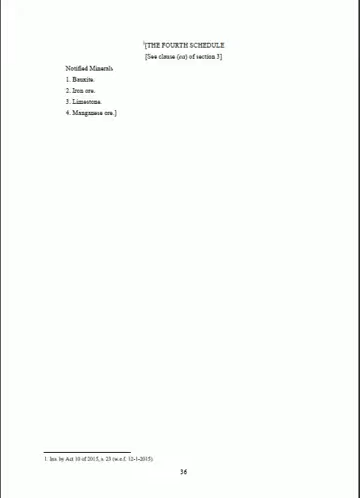 ¹[THE FOURTH SCHEDULE
[See clause (ea) of section 3]
Notified Minerals
1. Bauxite.
2. Iron ore.
3. Limestone.
4. Manganese ore.]
1. Ins. by Act 10 of 2015, s. 23 (w.e.f. 12-1-2015).
36